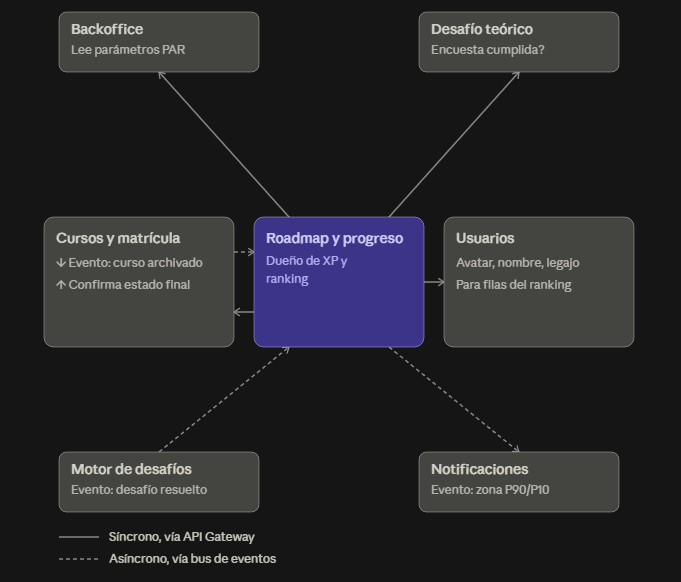 Backoffice
Lee parámetros PAR
Desafío teórico
Encuesta cumplida?
Cursos y matrícula
↓ Evento: curso archivado
↑ Confirma estado final
Roadmap y progreso
Dueño de XP y
ranking
Usuarios
Avatar, nombre, legajo
Para filas del ranking
Motor de desafíos
Evento: desafío resuelto
Notificaciones
Evento: zona P90/P10
Síncrono, vía API Gateway
Asíncrono, vía bus de eventos